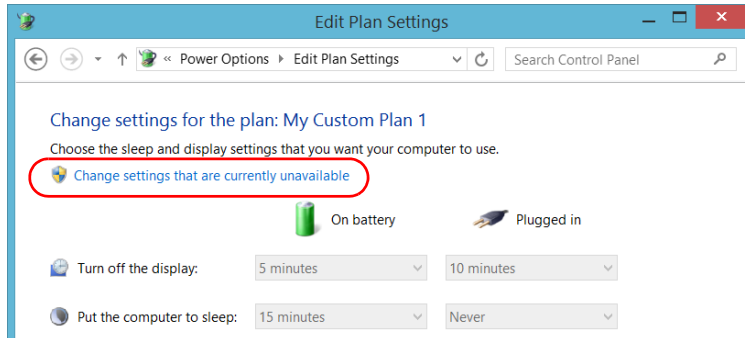 Edit Plan Settings
« Power Options Edit Plan Settings Search Control Panel
Change settings for the plan: My Custom Plan 1
Choose the sleep and display settings that you want your computer to use.
Change settings that are currently unavailable
On battery Plugged in
Turn off the display: 5 minutes 10 minutes
Put the computer to sleep: 15 minutes Never